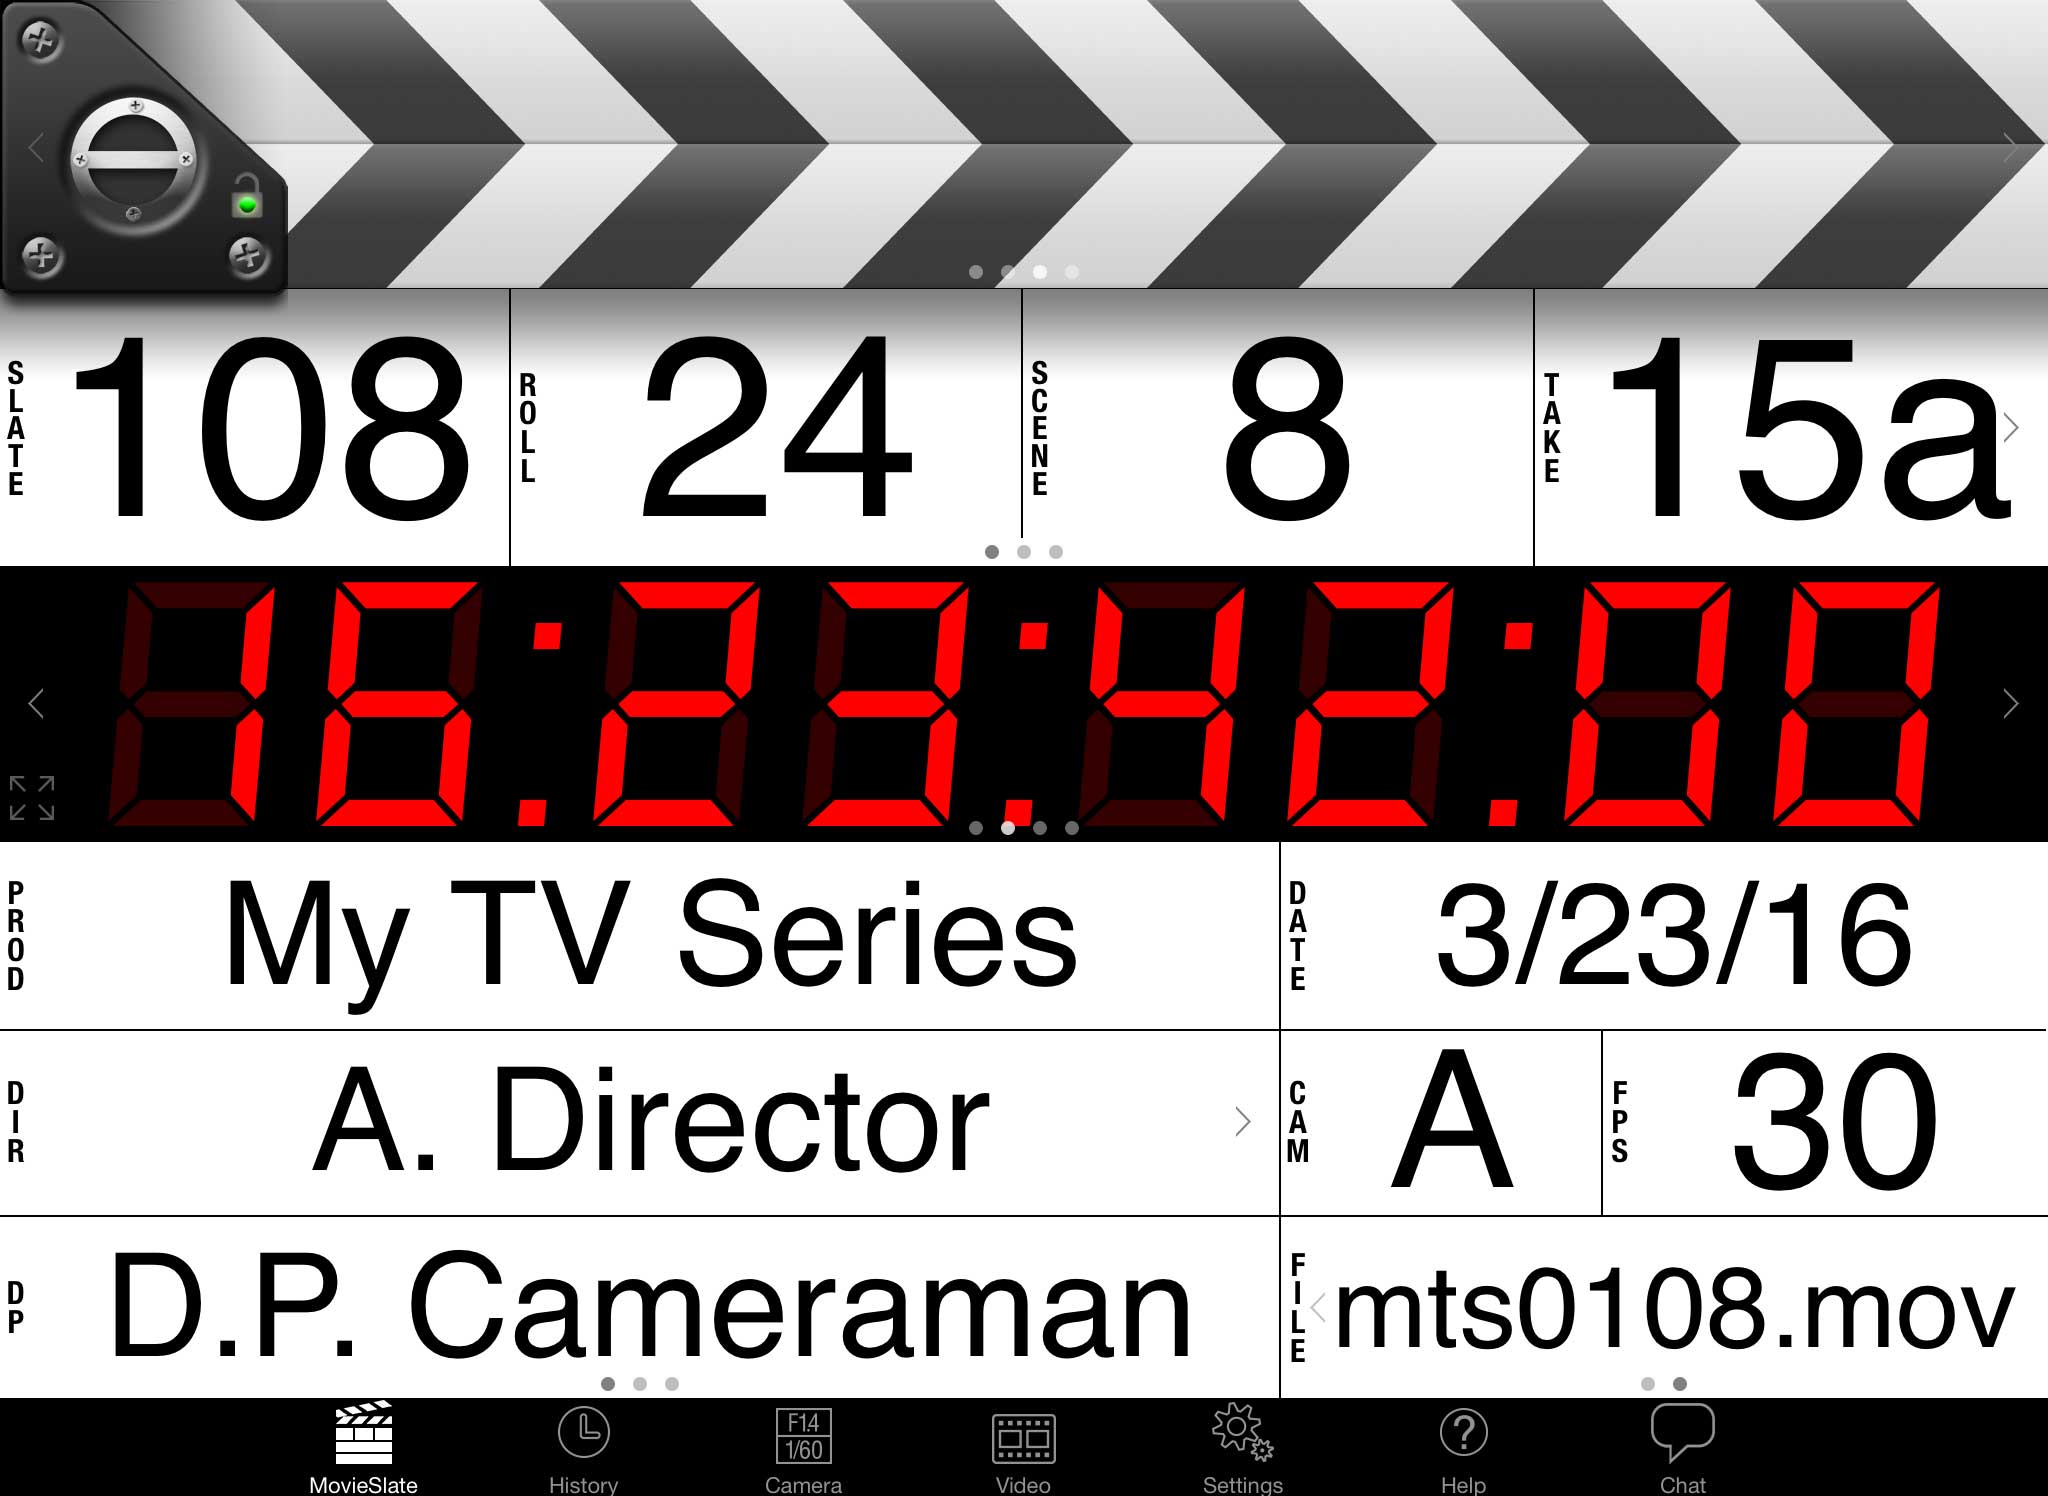 SLATE 108 ROLL 24 SCENE 8 TAKE 15a
16:23:42:00
PROD My TV Series DATE 3/23/16
DIR A. Director CAM A FPS 30
DP D.P. Cameraman FILE mts0108.mov
F1.4
1/60
MovieSlate History Camera Video Settings Help Chat